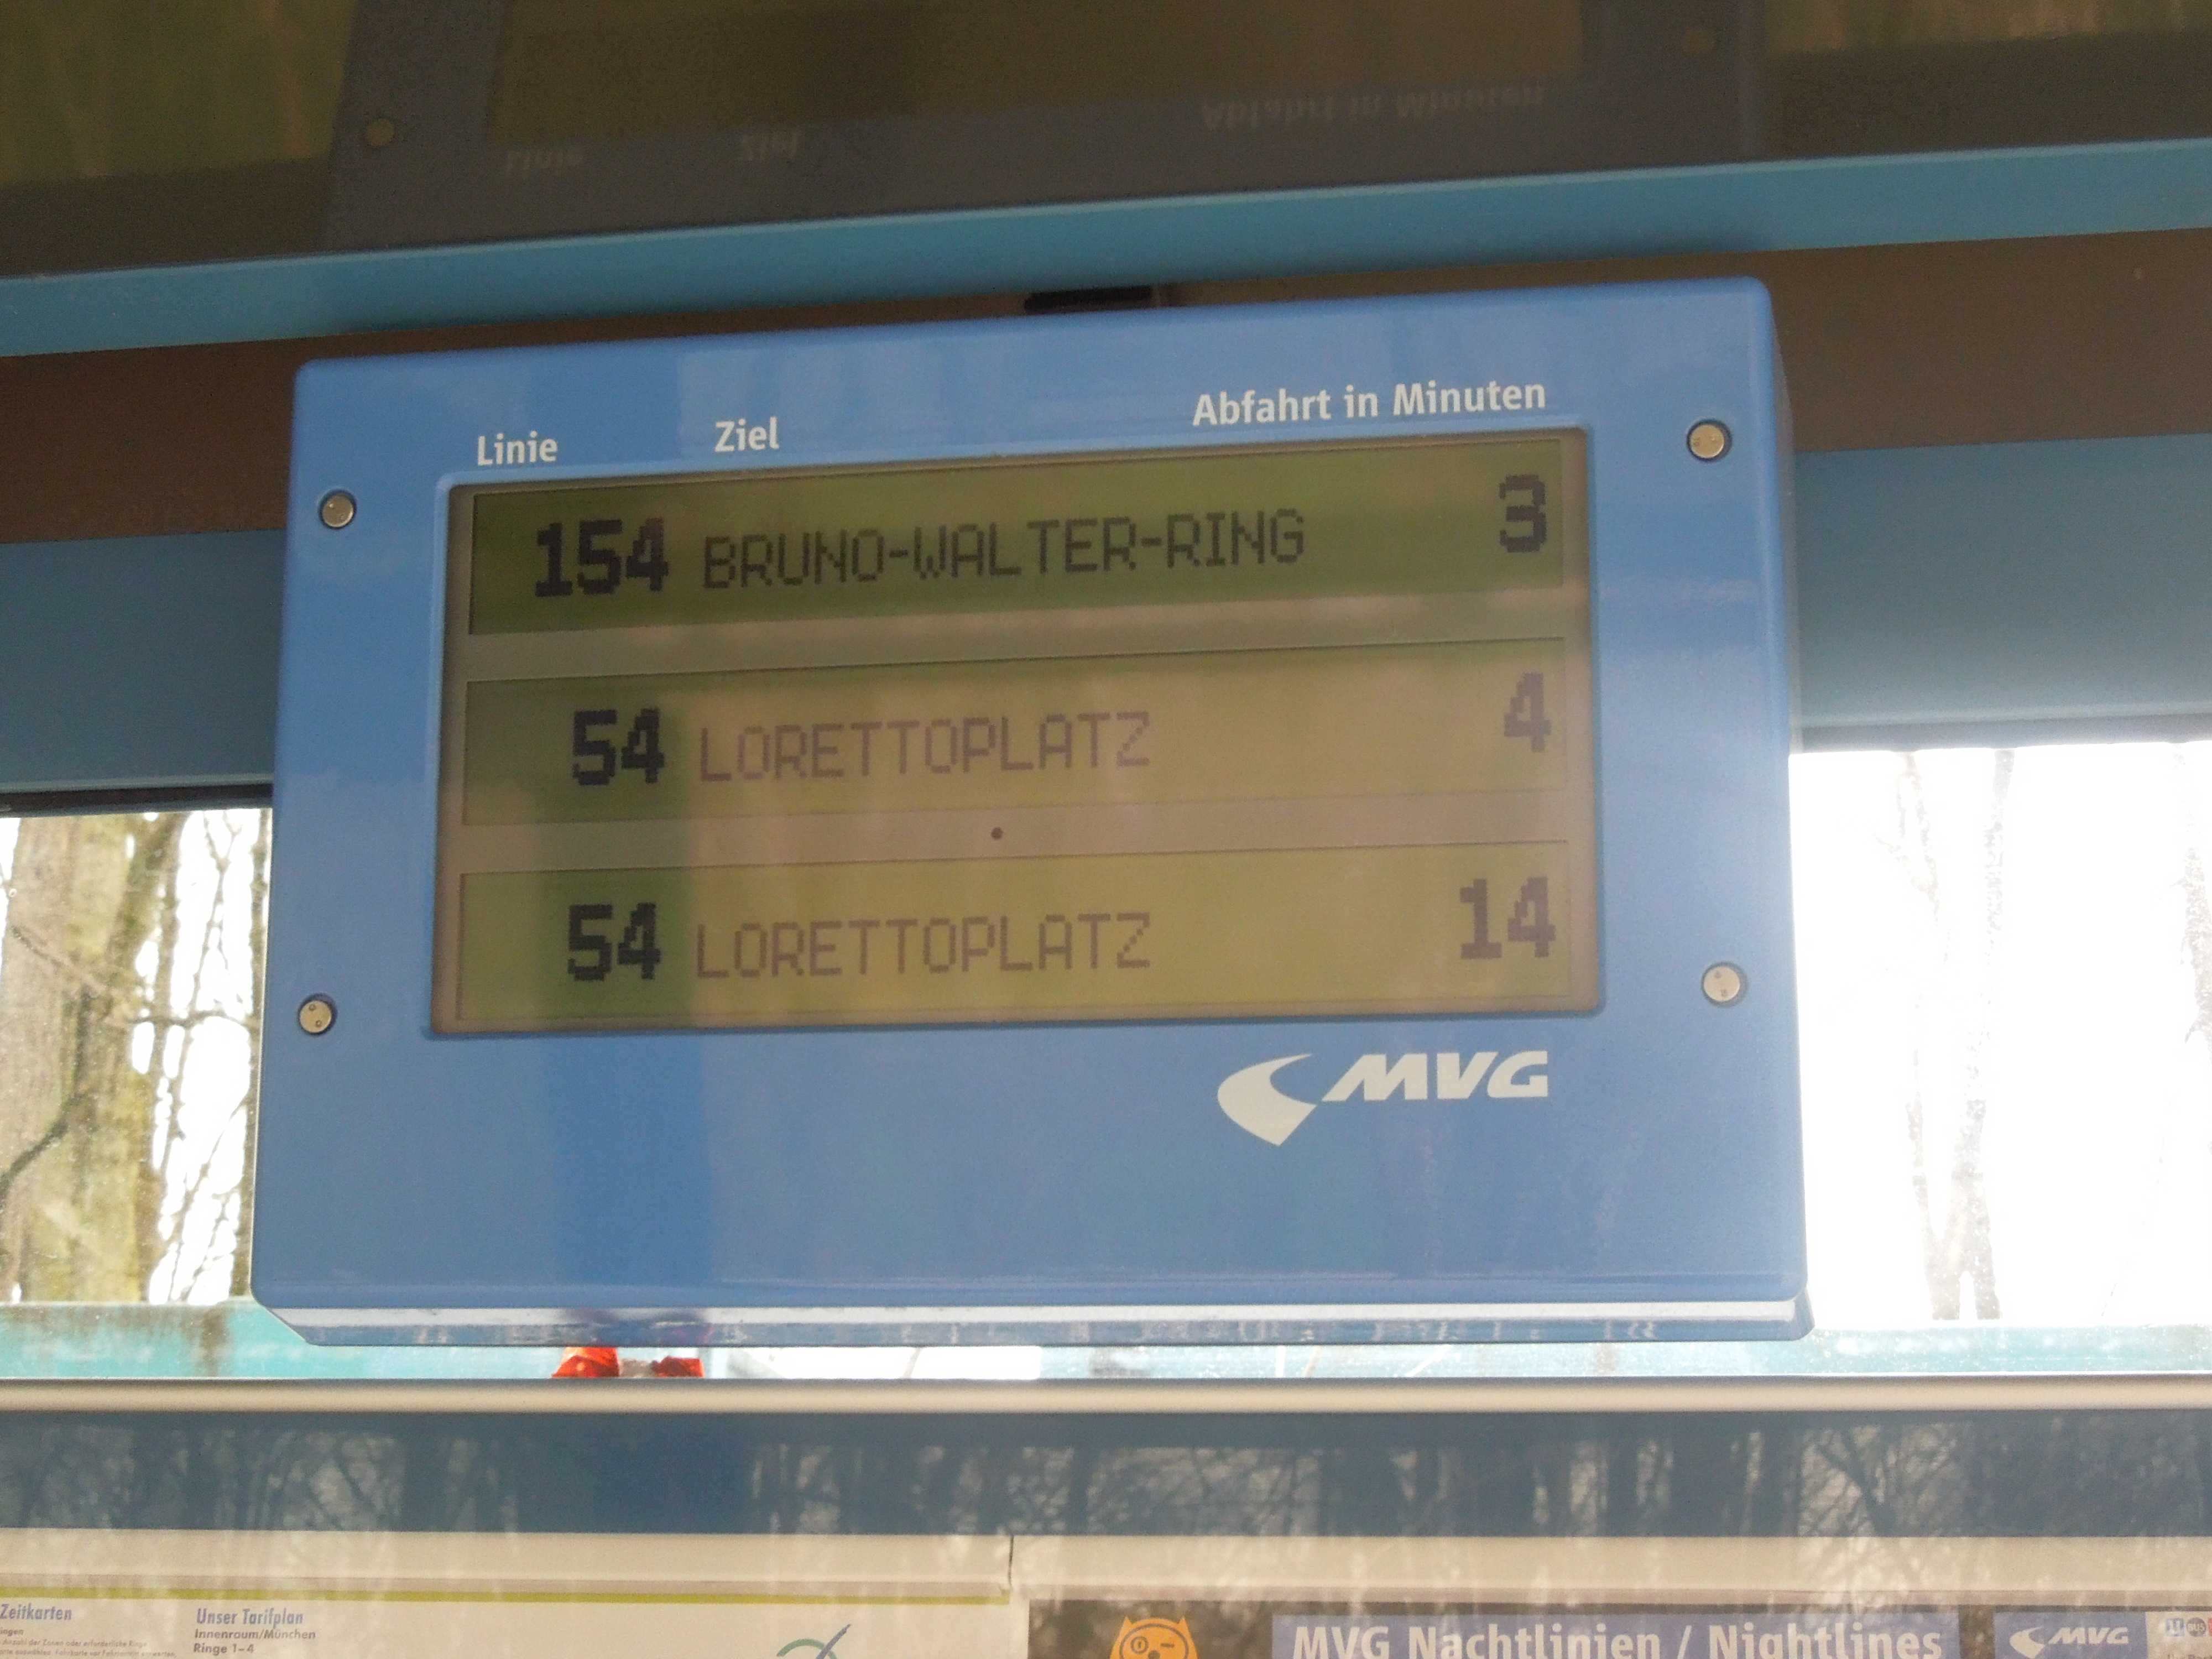 Linie Ziel Abfahrt in Minuten
154 BRUNO-WALTER-RING 3
54 LORETTOPLATZ 4
54 LORETTOPLATZ 14
MVG
Zeitkarten
Unser Tarifplan
Innenraum/München
Ringe 1-4
MVG Nachtlinien / Nightlines
MVG
U BUS